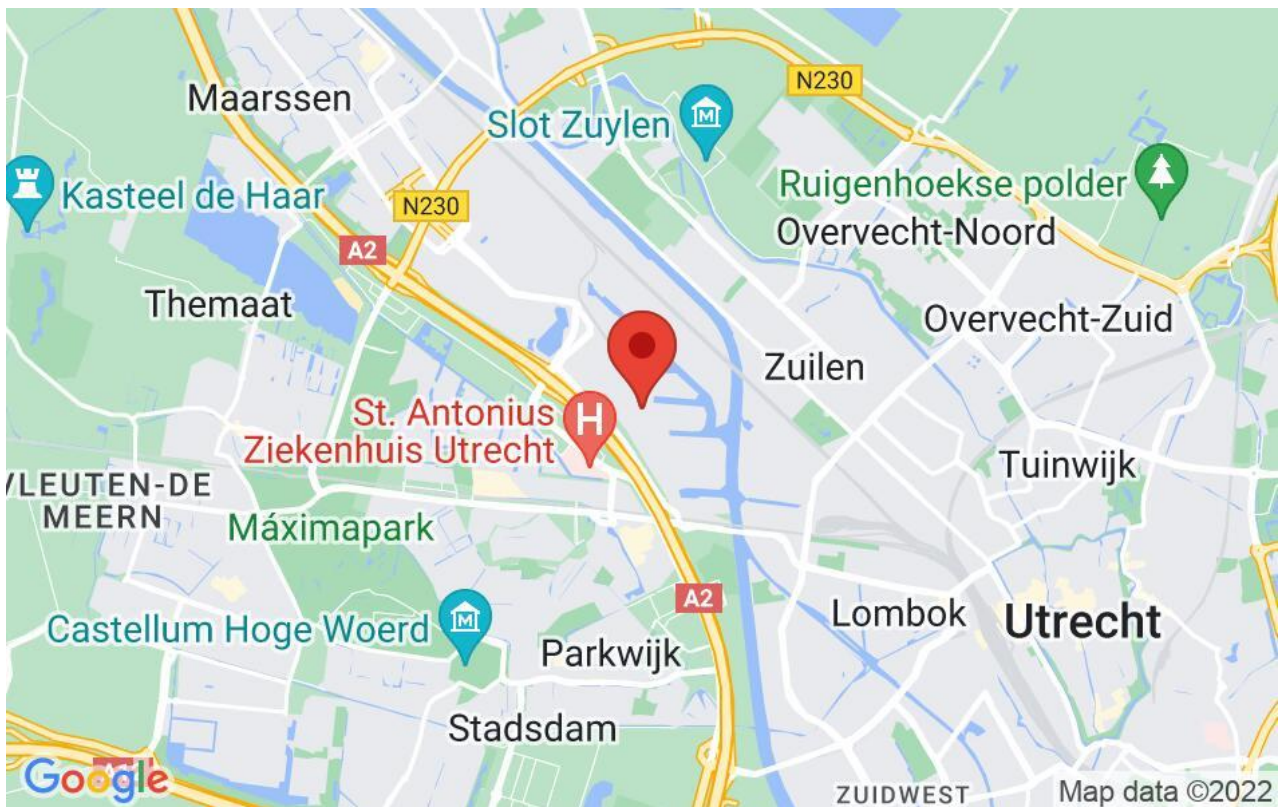 N230
Maarssen
Slot Zuylen
Ruigenhoekse polder
Kasteel de Haar
N230
Overvecht-Noord
A2
Themaat
Overvecht-Zuid
Zuilen
St. Antonius
Ziekenhuis Utrecht
H
Tuinwijk
VLEUTEN-DE
MEERN
Máximapark
A2
Lombok
Utrecht
Castellum Hoge Woerd
Parkwijk
Stadsdam
Google
ZUIDWEST
Map data ©2022